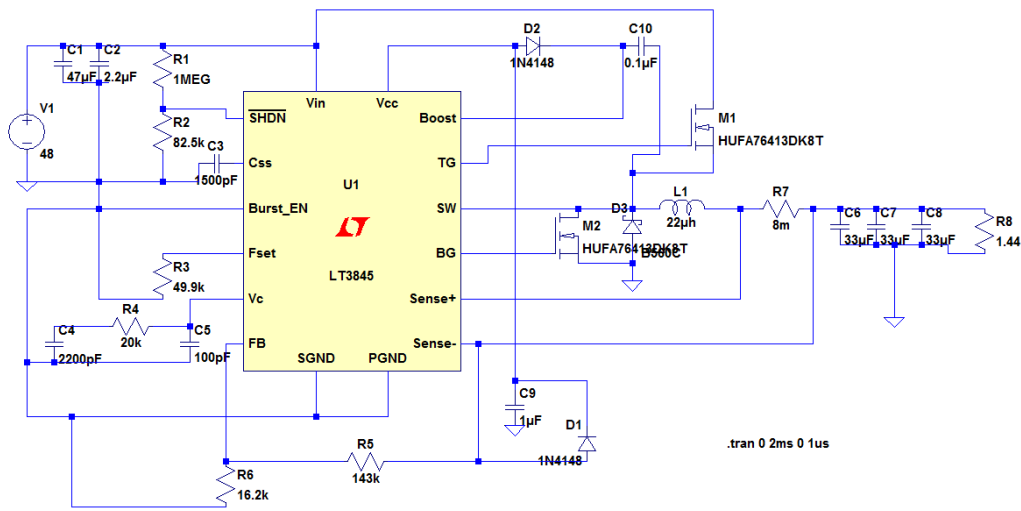 C1
47µF
C2
2.2µF
R1
1MEG
V1
48
R2
82.5k
C3
1500pF
R3
49.9k
R4
20k
C4
2200pF
C5
100pF
Vin
Vcc
SHDN
Boost
Css
TG
U1
Burst_EN
SW
Fset
BG
LT3845
Vc
Sense+
FB
Sense-
SGND
PGND
D2
1N4148
C10
0.1µF
M1
HUFA76413DK8T
D3
B560C
L1
22µh
R7
8m
M2
HUFA76413DK8T
C6
33µF
C7
33µF
C8
33µF
R8
1.44
C9
1µF
D1
1N4148
R5
143k
R6
16.2k
.tran 0 2ms 0 1us